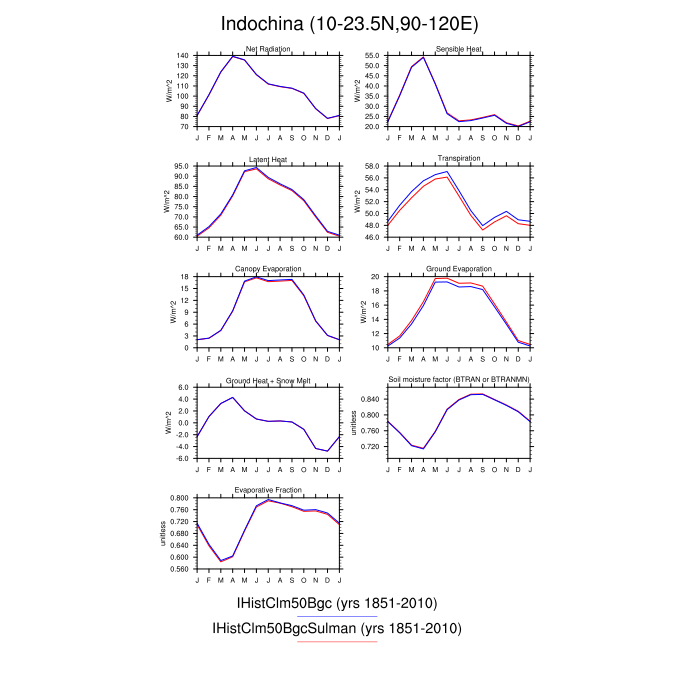 Indochina (10-23.5N,90-120E)
Net Radiation
Sensible Heat
W/m^2
140
130
120
110
100
90
80
70
J F M A M J J A S O N D J
W/m^2
55.0
50.0
45.0
40.0
35.0
30.0
25.0
20.0
J F M A M J J A S O N D J
Latent Heat
Transpiration
W/m^2
95.0
90.0
85.0
80.0
75.0
70.0
65.0
60.0
J F M A M J J A S O N D J
W/m^2
58.0
56.0
54.0
52.0
50.0
48.0
46.0
J F M A M J J A S O N D J
Canopy Evaporation
Ground Evaporation
W/m^2
18
15
12
9
6
3
0
J F M A M J J A S O N D J
W/m^2
20
18
16
14
12
10
J F M A M J J A S O N D J
Ground Heat + Snow Melt
Soil moisture factor (BTRAN or BTRANMN)
W/m^2
6.0
4.0
2.0
0.0
-2.0
-4.0
-6.0
J F M A M J J A S O N D J
unitless
0.840
0.800
0.760
0.720
J F M A M J J A S O N D J
Evaporative Fraction
unitless
0.800
0.760
0.720
0.680
0.640
0.600
0.560
J F M A M J J A S O N D J
IHistClm50Bgc (yrs 1851-2010)
IHistClm50BgcSulman (yrs 1851-2010)